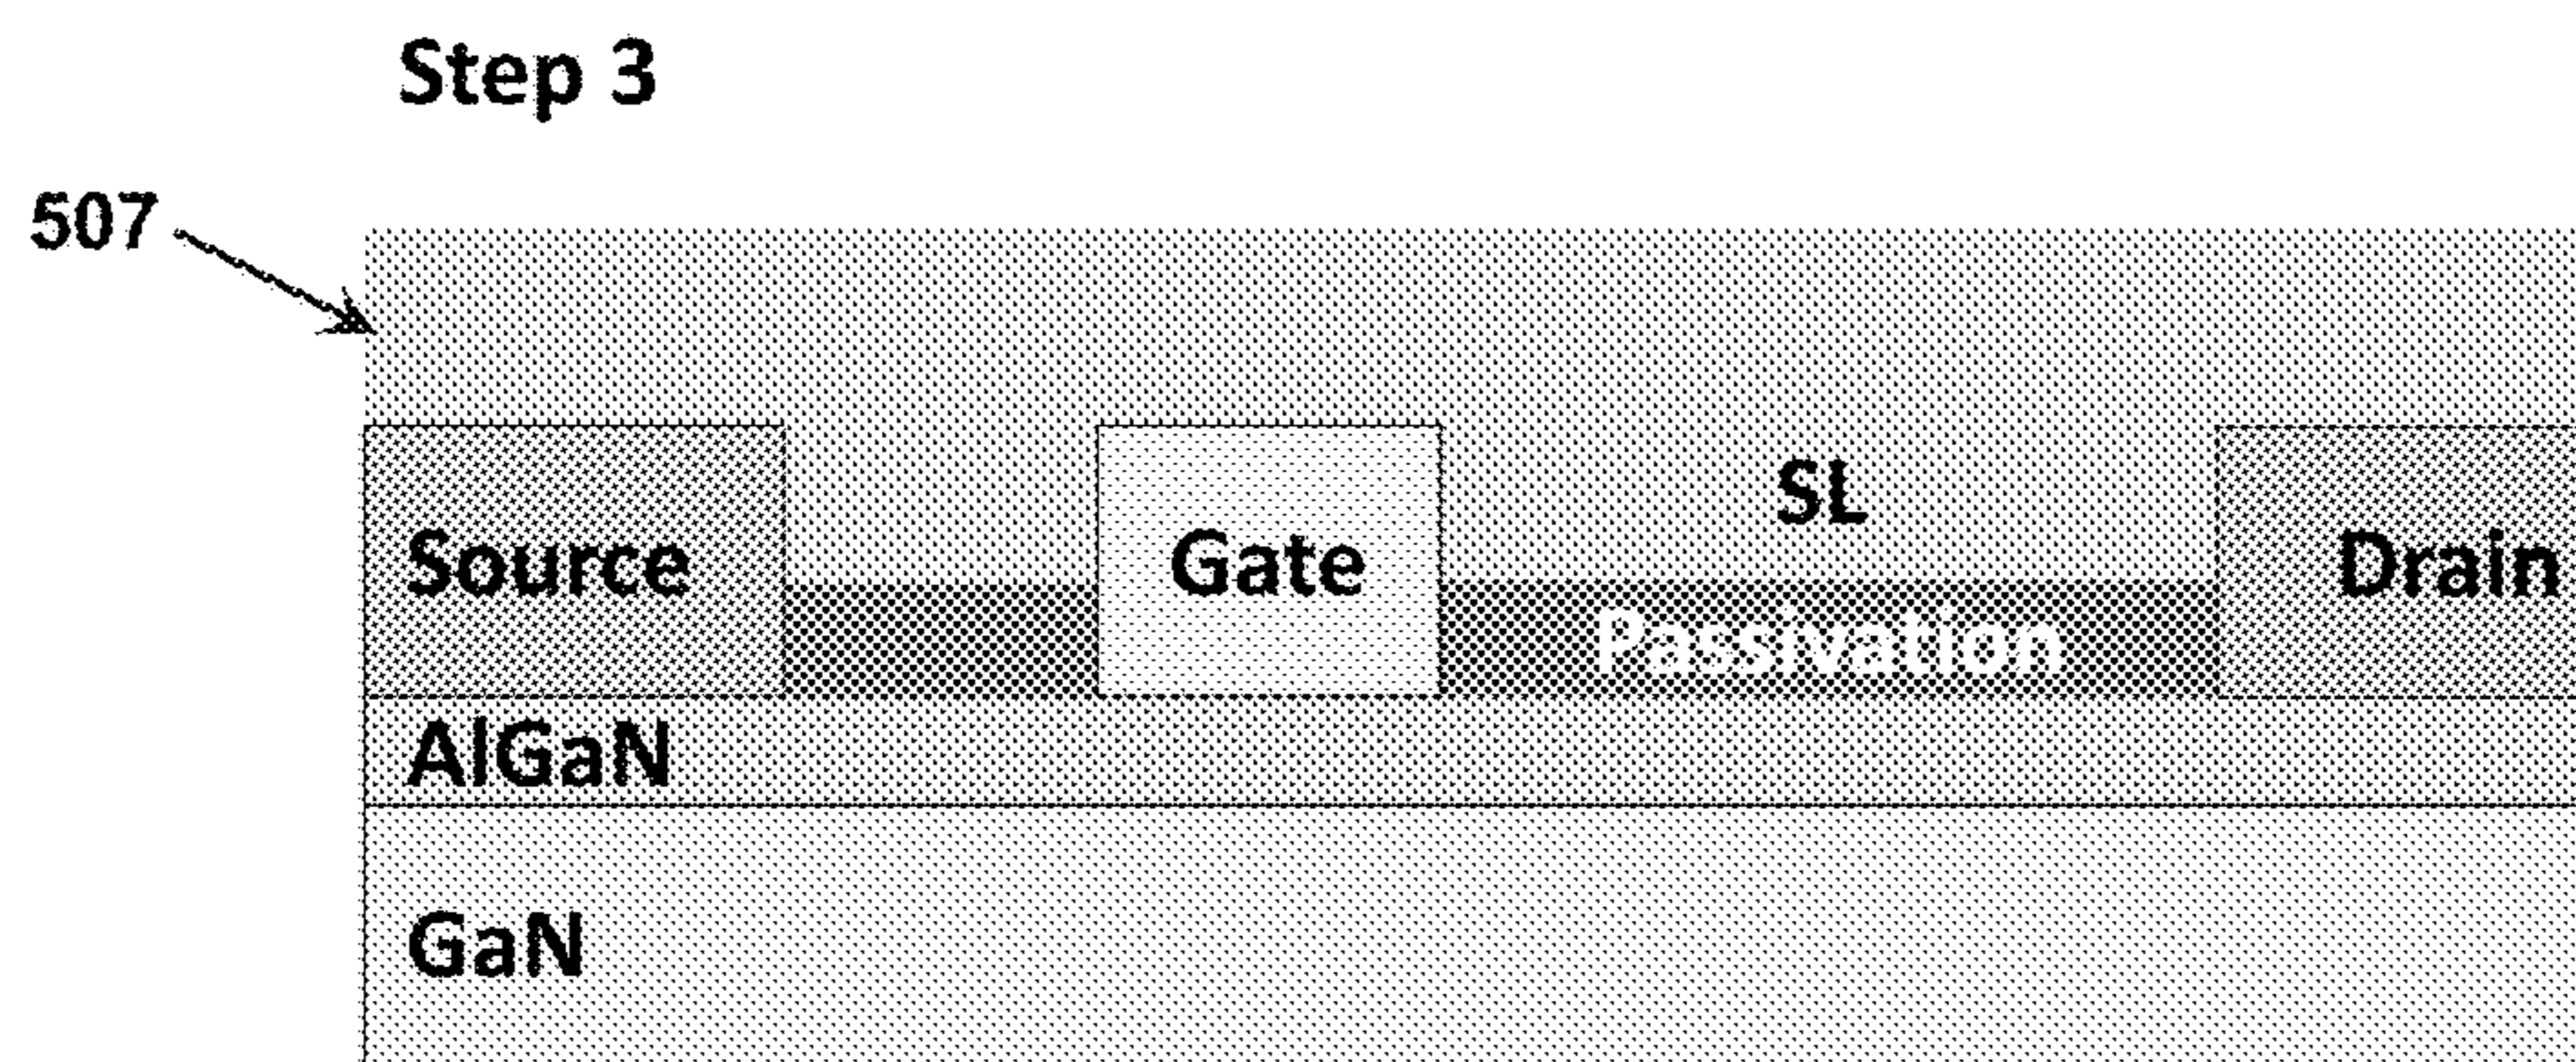 Step 3
507
SL
Source
Gate
Drain
Passivation
AlGaN
GaN